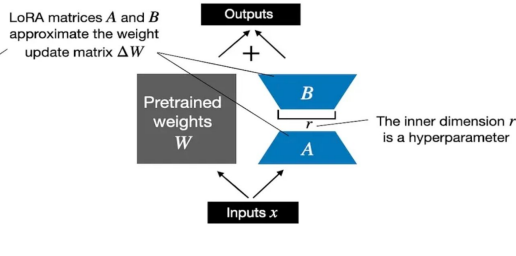 Outputs
LoRA matrices A and B
approximate the weight
update matrix ΔW
+
Pretrained
weights
W
B
r
A
The inner dimension r
is a hyperparameter
Inputs x